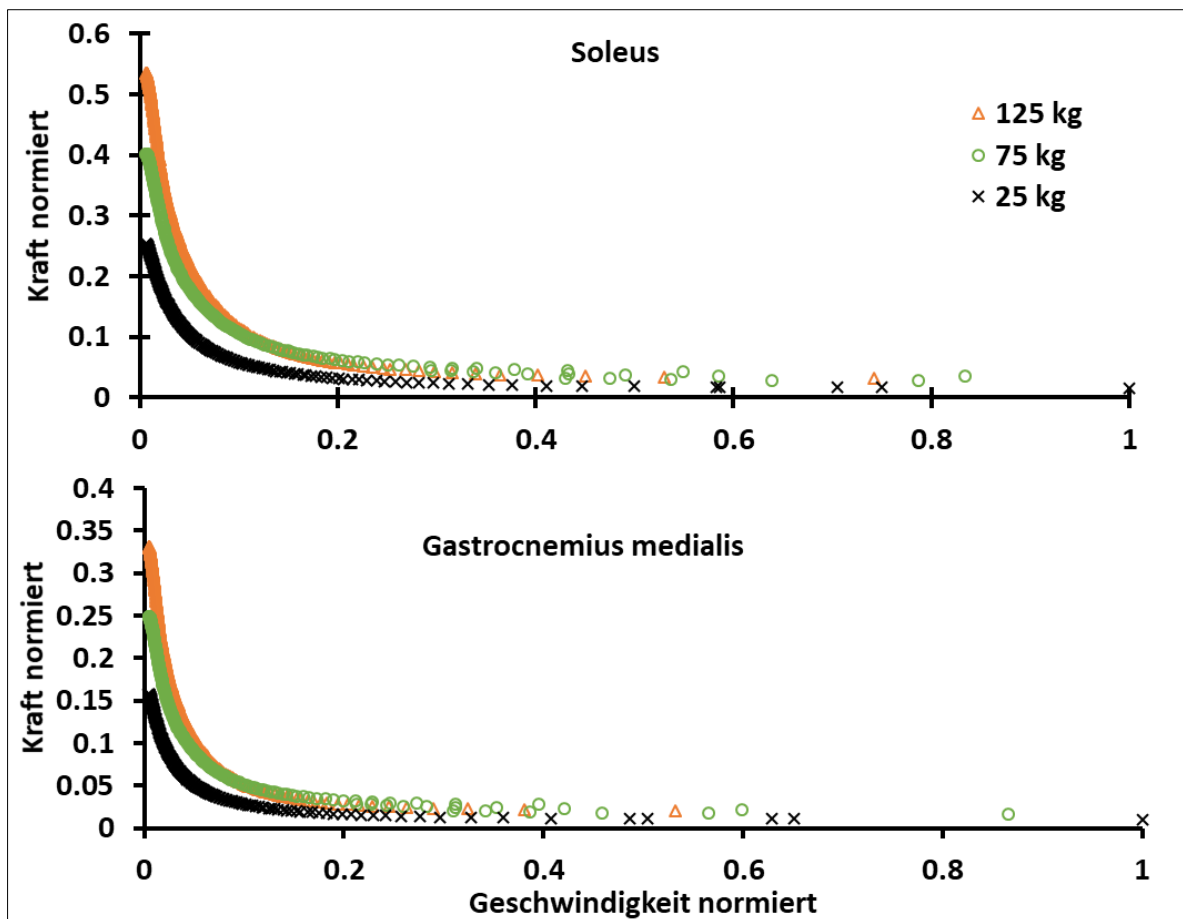 Soleus
Kraft normiert
0.6
0.5
0.4
0.3
0.2
0.1
0
0 0.2 0.4 0.6 0.8 1
125 kg
75 kg
25 kg
Gastrocnemius medialis
Kraft normiert
0.4
0.35
0.3
0.25
0.2
0.15
0.1
0.05
0
0 0.2 0.4 0.6 0.8 1
Geschwindigkeit normiert